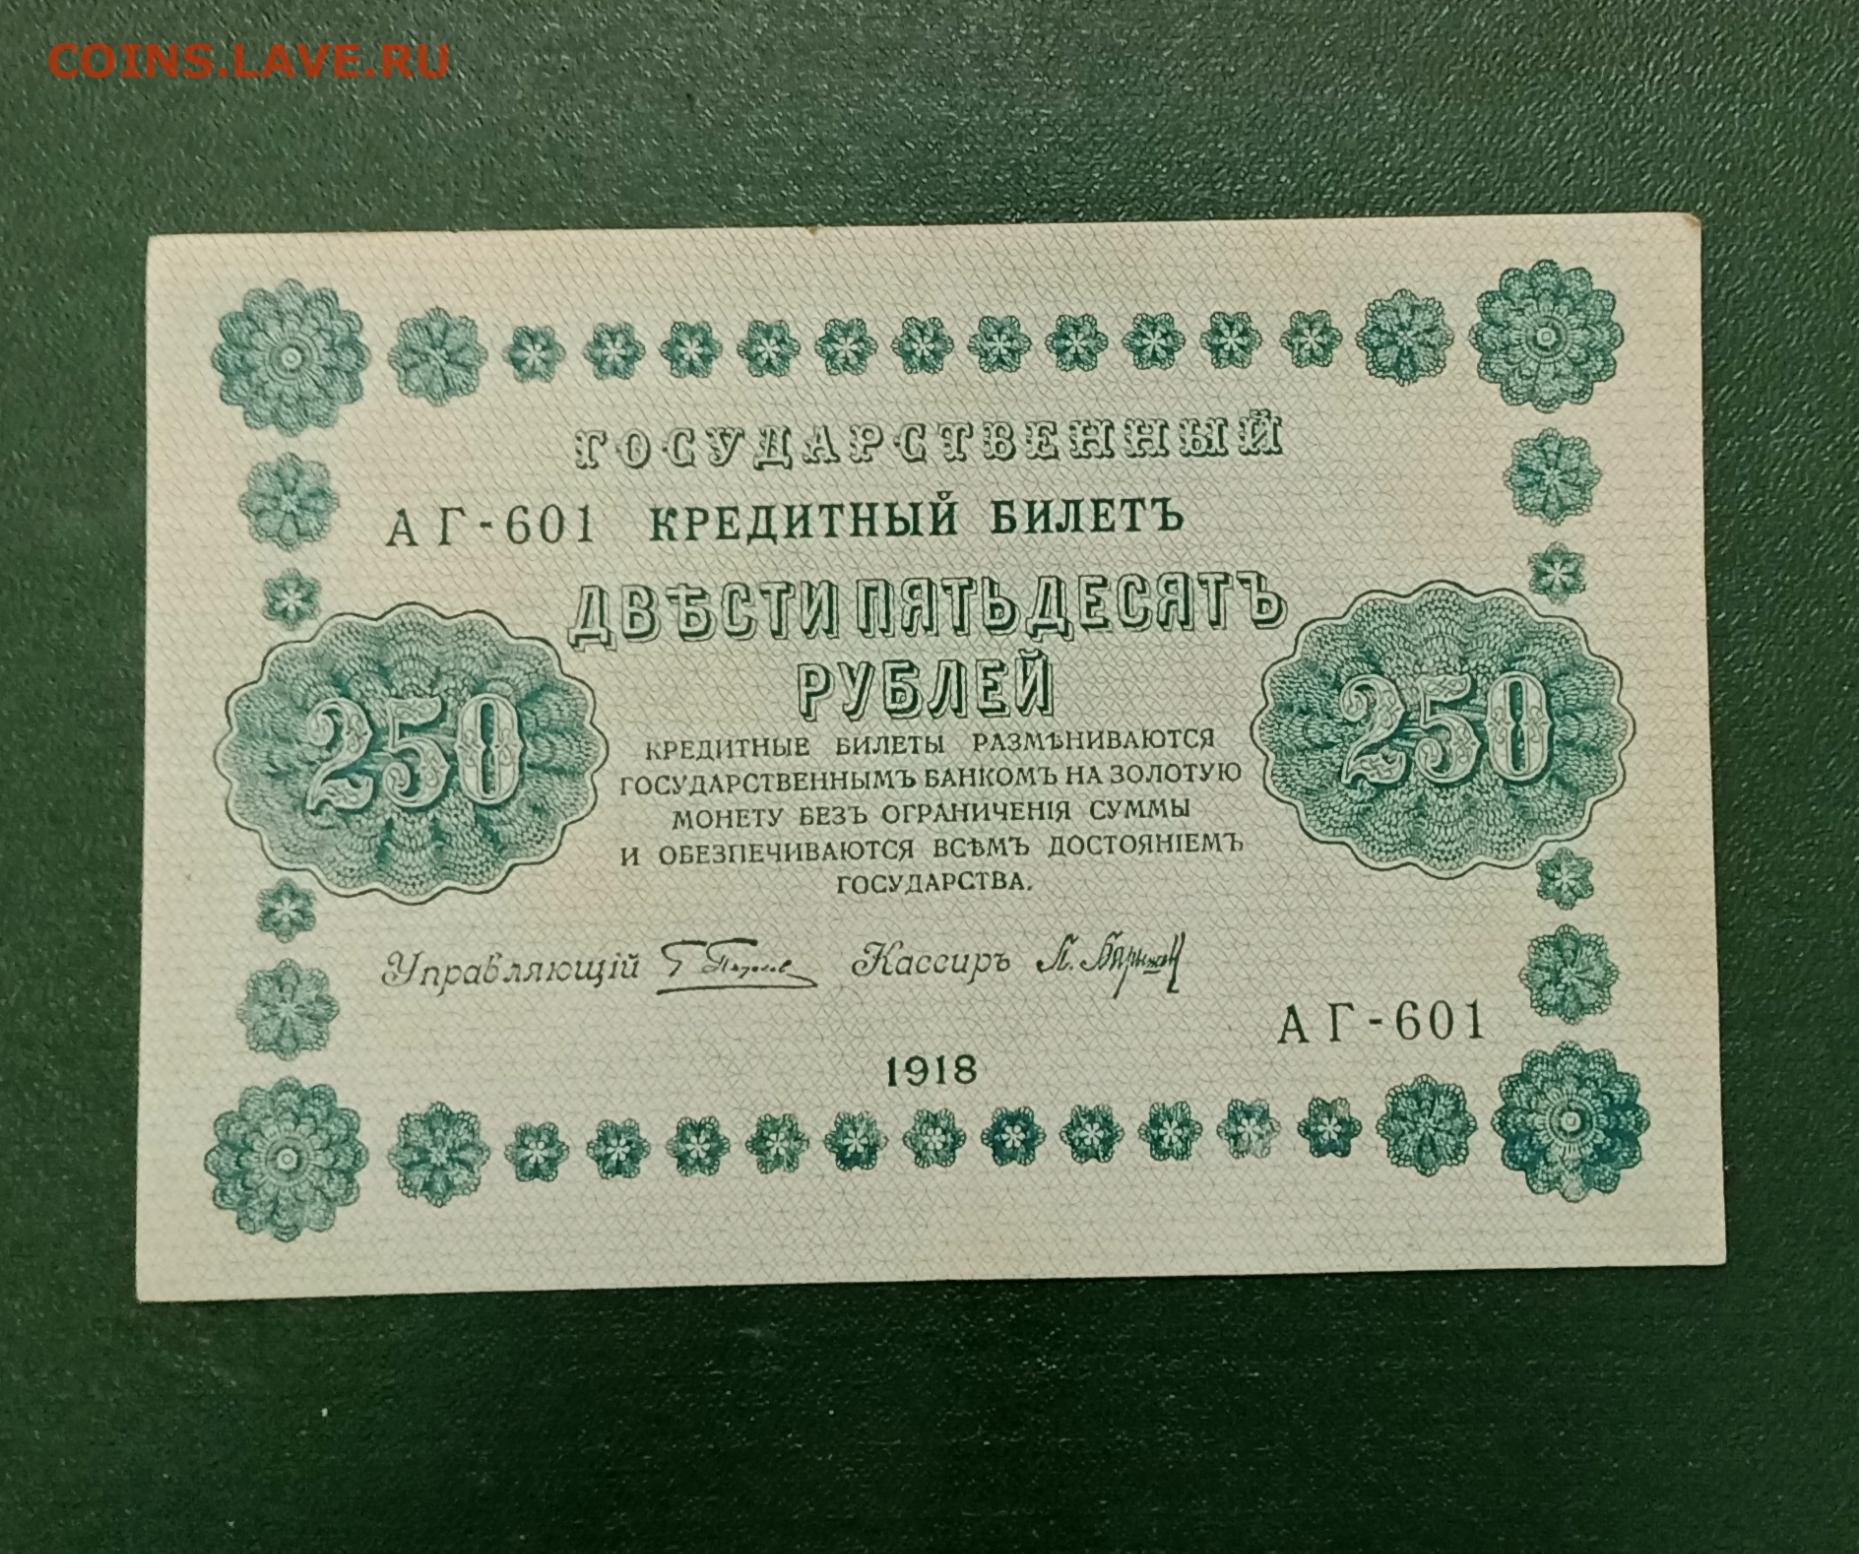 COINS.LAVE.RU
ГОСУДАРСТВЕННЫЙ
АГ-601 КРЕДИТНЫЙ БИЛЕТЪ
ДВѢСТИ ПЯТЬДЕСЯТЪ
РУБЛЕЙ
250
250
КРЕДИТНЫЕ БИЛЕТЫ РАЗМѢНИВАЮТСЯ
ГОСУДАРСТВЕННЫМЪ БАНКОМЪ НА ЗОЛОТУЮ
МОНЕТУ БЕЗЪ ОГРАНИЧЕНІЯ СУММЫ
И ОБЕЗПЕЧИВАЮТСЯ ВСѢМЪ ДОСТОЯНІЕМЪ
ГОСУДАРСТВА.
Управляющій Кассиръ
АГ-601
1918